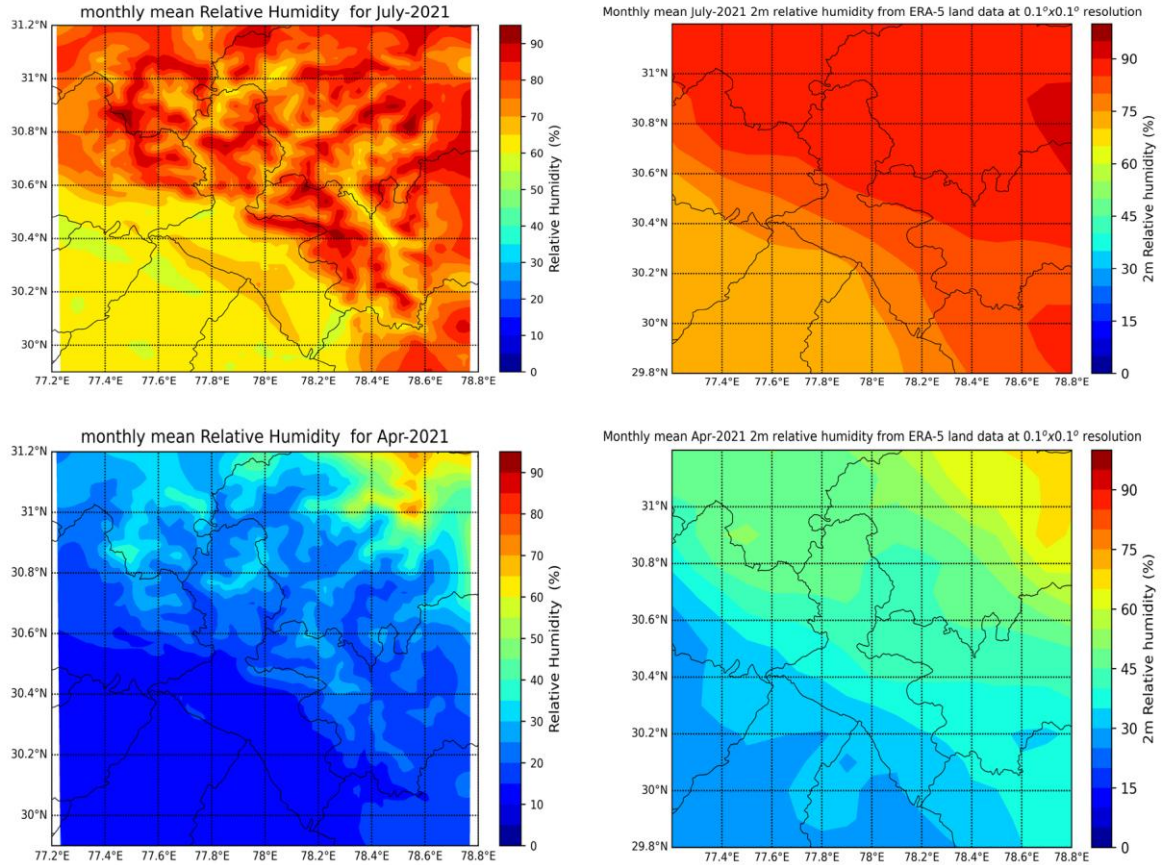 monthly mean Relative Humidity for July-2021
31.2°N
31°N
30.8°N
30.6°N
30.4°N
30.2°N
30°N
77.2°E 77.4°E 77.6°E 77.8°E 78°E 78.2°E 78.4°E 78.6°E 78.8°E
90
80
70
60
50
40
30
20
10
0
Relative Humidity (%)
Monthly mean July-2021 2m relative humidity from ERA-5 land data at 0.1°x0.1° resolution
31°N
30.8°N
30.6°N
30.4°N
30.2°N
30°N
29.8°N
77.4°E 77.6°E 77.8°E 78°E 78.2°E 78.4°E 78.6°E 78.8°E
90
75
60
45
30
15
0
2m Relative Humidity (%)
monthly mean Relative Humidity for Apr-2021
31.2°N
31°N
30.8°N
30.6°N
30.4°N
30.2°N
30°N
77.2°E 77.4°E 77.6°E 77.8°E 78°E 78.2°E 78.4°E 78.6°E 78.8°E
90
80
70
60
50
40
30
20
10
0
Relative Humidity (%)
Monthly mean Apr-2021 2m relative humidity from ERA-5 land data at 0.1°x0.1° resolution
31°N
30.8°N
30.6°N
30.4°N
30.2°N
30°N
29.8°N
77.4°E 77.6°E 77.8°E 78°E 78.2°E 78.4°E 78.6°E 78.8°E
90
75
60
45
30
15
0
2m Relative Humidity (%)